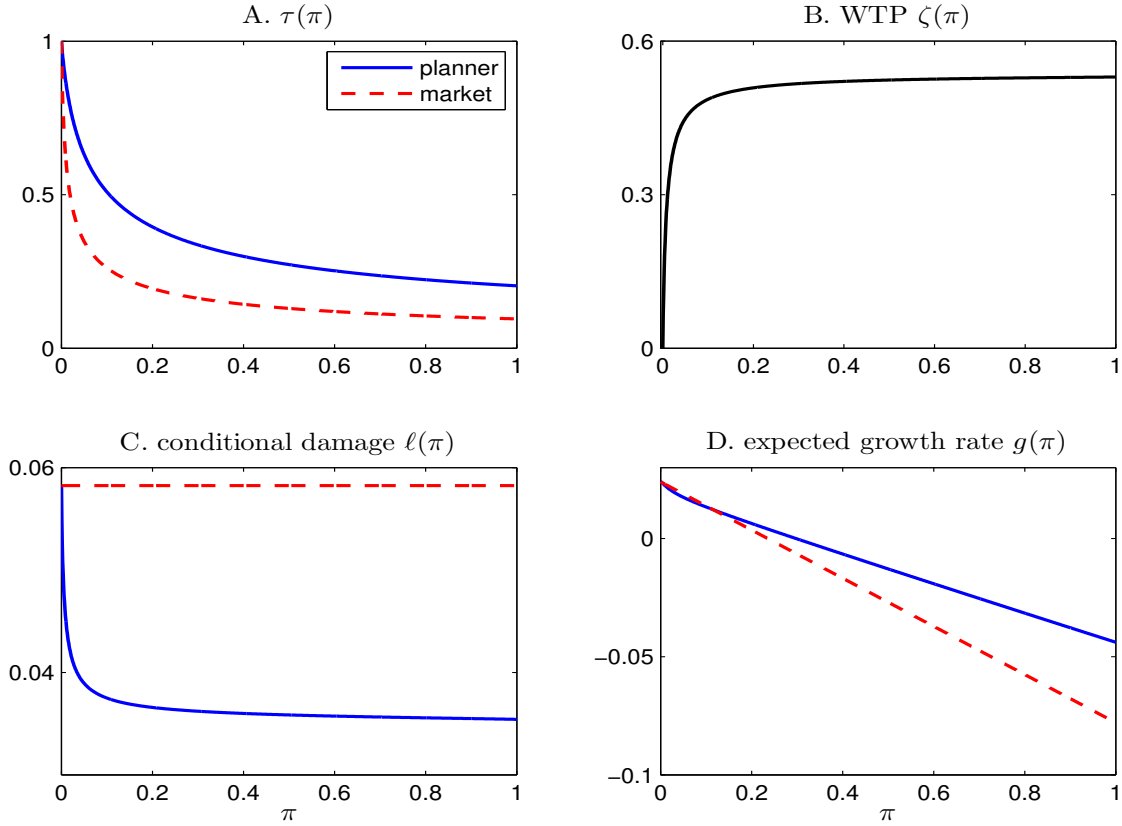 A. τ(π)
1
0.5
0
0 0.2 0.4 0.6 0.8 1
planner
market
B. WTP ζ(π)
0.6
0.3
0
0 0.2 0.4 0.6 0.8 1
C. conditional damage ℓ(π)
0.06
0.04
0 0.2 0.4 0.6 0.8 1
π
D. expected growth rate g(π)
0
−0.05
−0.1
0 0.2 0.4 0.6 0.8 1
π